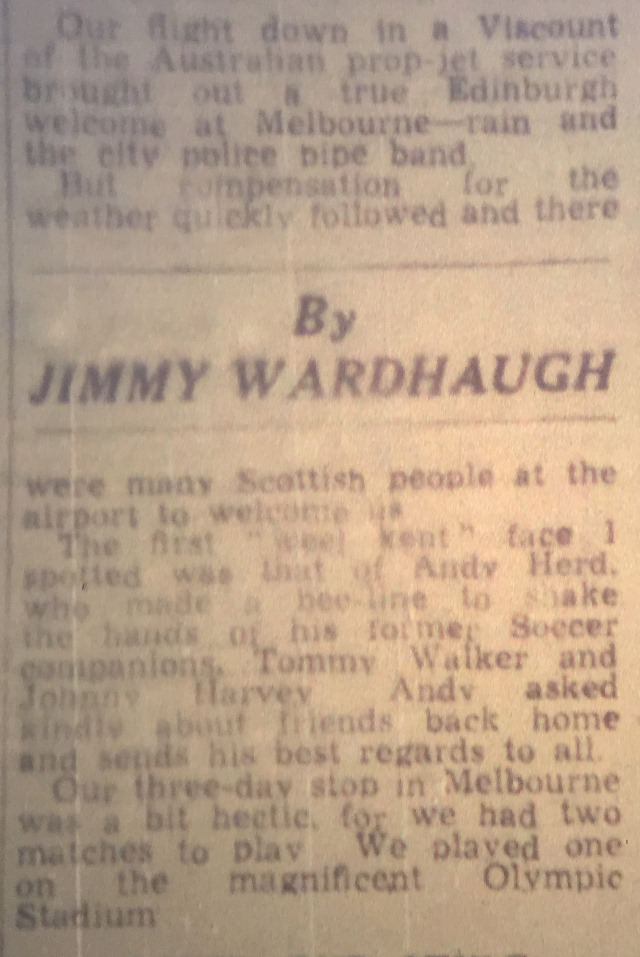 Our flight down in a Viscount
of the Australian prop-jet service
brought out a true Edinburgh
welcome at Melbourne—rain and
the city police pipe band.
But compensation for the
weather quickly followed and there
By
JIMMY WARDHAUGH
were many Scottish people at the
airport to welcome us
The first "weel kent" face I
spotted was that of Andy Herd,
who made a bee-line to shake
the hands of his former Soccer
companions, Tommy Walker and
Johnny Harvey Andy asked
kindly about friends back home
and sends his best regards to all.
Our three-day stop in Melbourne
was a bit hectic, for we had two
matches to play We played one
on the magnificent Olympic
Stadium